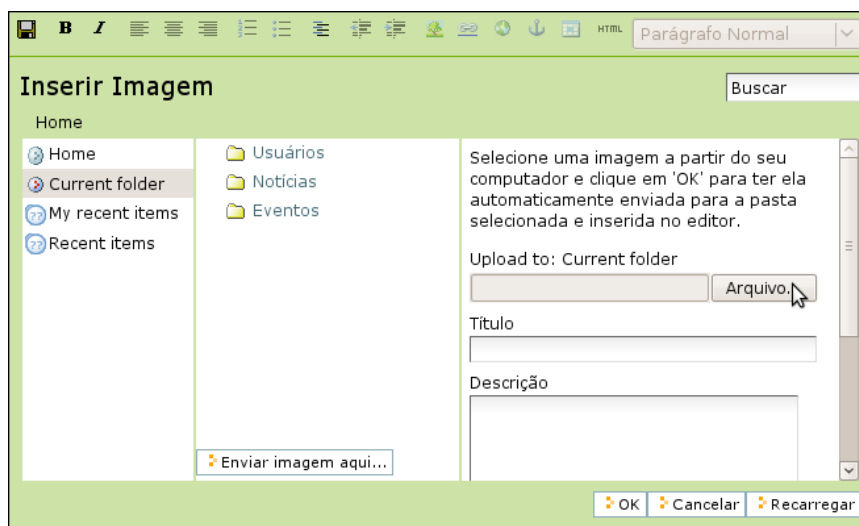 B I HTML Parágrafo Normal
Inserir Imagem
Buscar
Home
Home
Current folder
My recent items
Recent items
Usuários
Notícias
Eventos
Enviar imagem aqui...
Selecione uma imagem a partir do seu
computador e clique em 'OK' para ter ela
automaticamente enviada para a pasta
selecionada e inserida no editor.
Upload to: Current folder
Arquivo.
Título
Descrição
OK Cancelar Recarregar